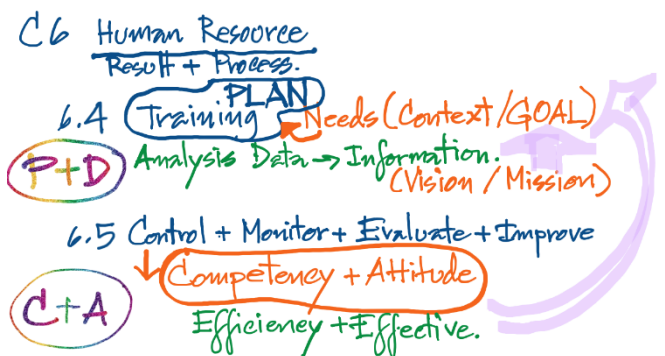 C6 Human Resource
Result + Process.
6.4 Training PLAN Needs (Context/GOAL)
P+D Analysis Data → Information.
(Vision / Mission)
6.5 Control + Monitor + Evaluate + Improve
Competency + Attitude
C+A
Efficiency + Effective.